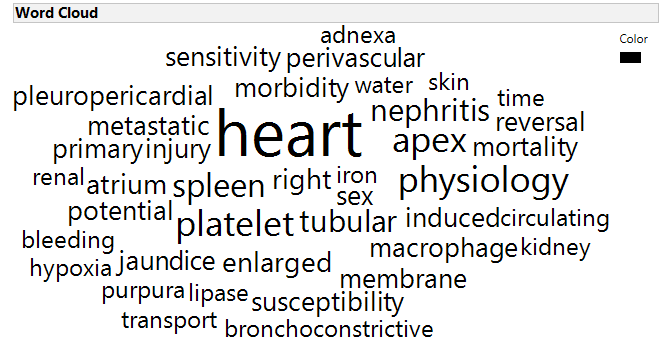 Word Cloud
Color
adnexa
sensitivity perivascular
pleuropericardial morbidity water skin
metastatic heart nephritis time
primary injury apex reversal
mortality
renal atrium spleen right iron physiology
potential platelet sex tubular induced circulating
bleeding macrophage kidney
hypoxia jaundice enlarged membrane
purpura lipase susceptibility
transport bronchoconstrictive